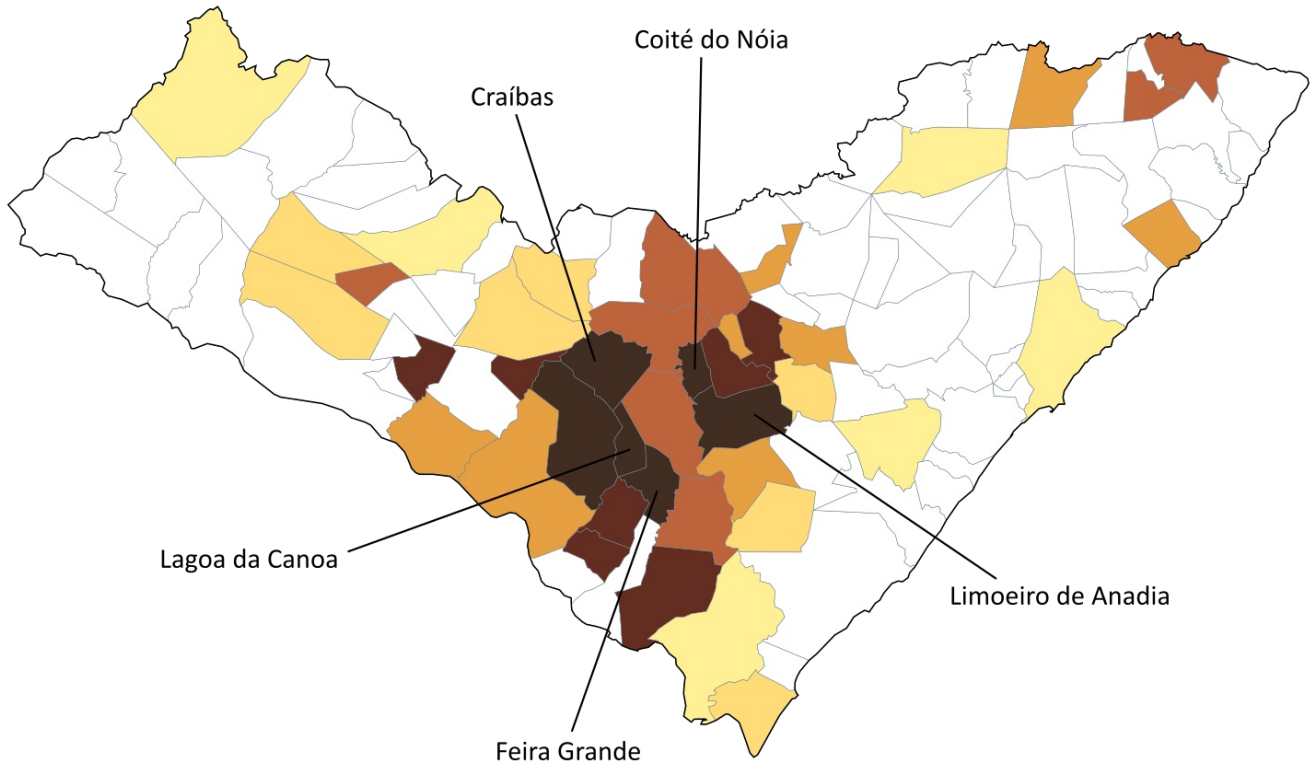 Coité do Nóia
Craíbas
Lagoa da Canoa
Limoeiro de Anadia
Feira Grande